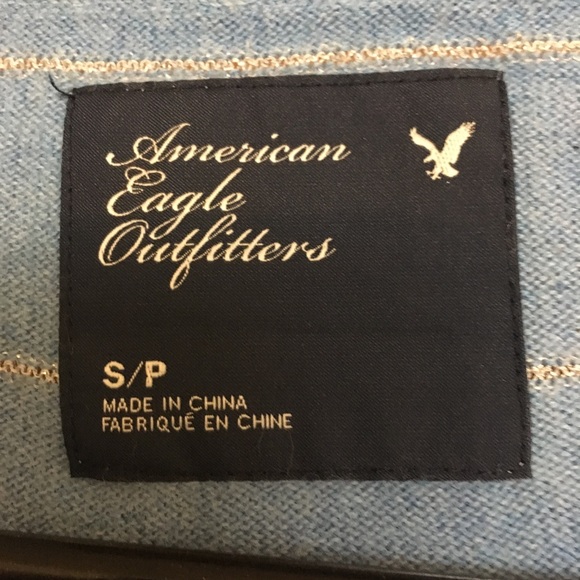 American
Eagle
Outfitters
S/P
MADE IN CHINA
FABRIQUÉ EN CHINE